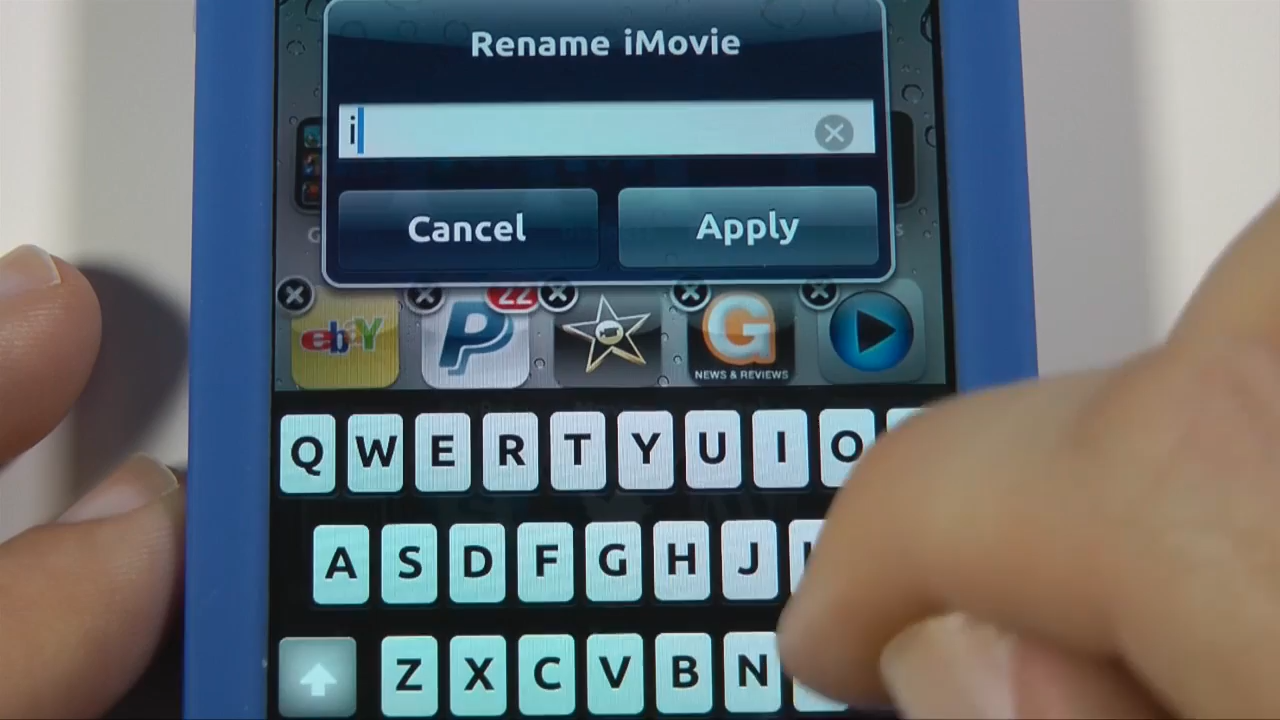 Rename iMovie
i
Cancel Apply
22
ebY P G
NEWS & REVIEWS
Q W E R T Y U I O
A S D F G H J
Z X C V B N